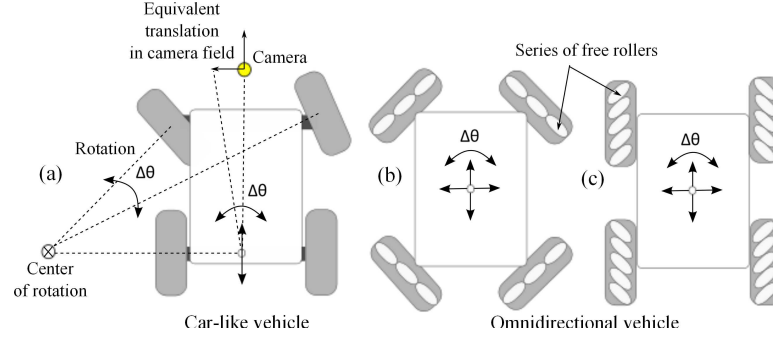 Equivalent
translation
in camera field
Camera
Series of free rollers
Rotation
Δθ
(a)
Δθ
Center
of rotation
Car-like vehicle
(b)
Δθ
(c)
Δθ
Omnidirectional vehicle